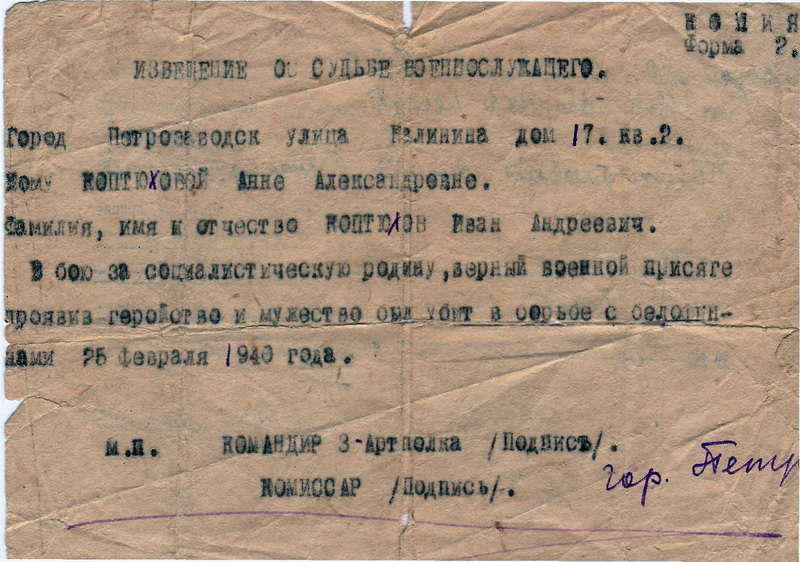 КОПИЯ
Форма 2.
ИЗВЕЩЕНИЕ ОБ СУДЬБЕ ВОЕННОСЛУЖАЩЕГО.
Город Петрозаводск улица Калинина дом 17. кв.2.
Кому КОПТЮХОВОЙ Анне Александровне.
Фамилия, имя и отчество КОПТЮХОВ Иван Андреевич.
В бою за социалистическую родину, верный военной присяге
проявив геройство и мужество был убит в борьбе с белофин-
нами 25 февраля 1940 года.
м.п. КОМАНДИР 3-Артполка /Подпись/.
КОМИССАР /Подпись/.
гор. Петр